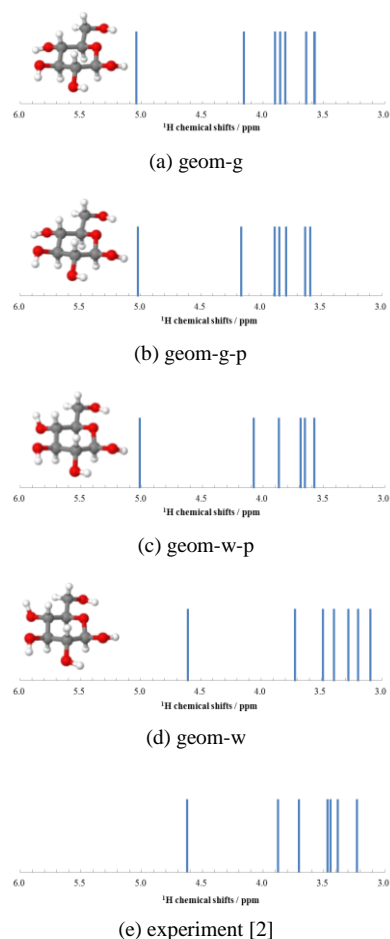 6.0 5.5 5.0 4.5 4.0 3.5 3.0
¹H chemical shifts / ppm
(a) geom-g
6.0 5.5 5.0 4.5 4.0 3.5 3.0
¹H chemical shifts / ppm
(b) geom-g-p
6.0 5.5 5.0 4.5 4.0 3.5 3.0
¹H chemical shifts / ppm
(c) geom-w-p
6.0 5.5 5.0 4.5 4.0 3.5 3.0
¹H chemical shifts / ppm
(d) geom-w
6.0 5.5 5.0 4.5 4.0 3.5 3.0
¹H chemical shifts / ppm
(e) experiment [2]